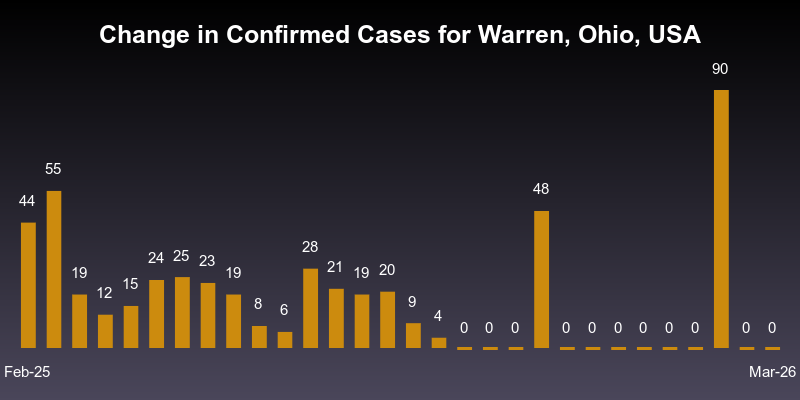 Change in Confirmed Cases for Warren, Ohio, USA
90
55
48
44
28
24 25 23
21 19 20
19 12 15 19
8 6 9 4
0 0 0 0 0 0 0 0 0 0 0
Feb-25 Mar-26